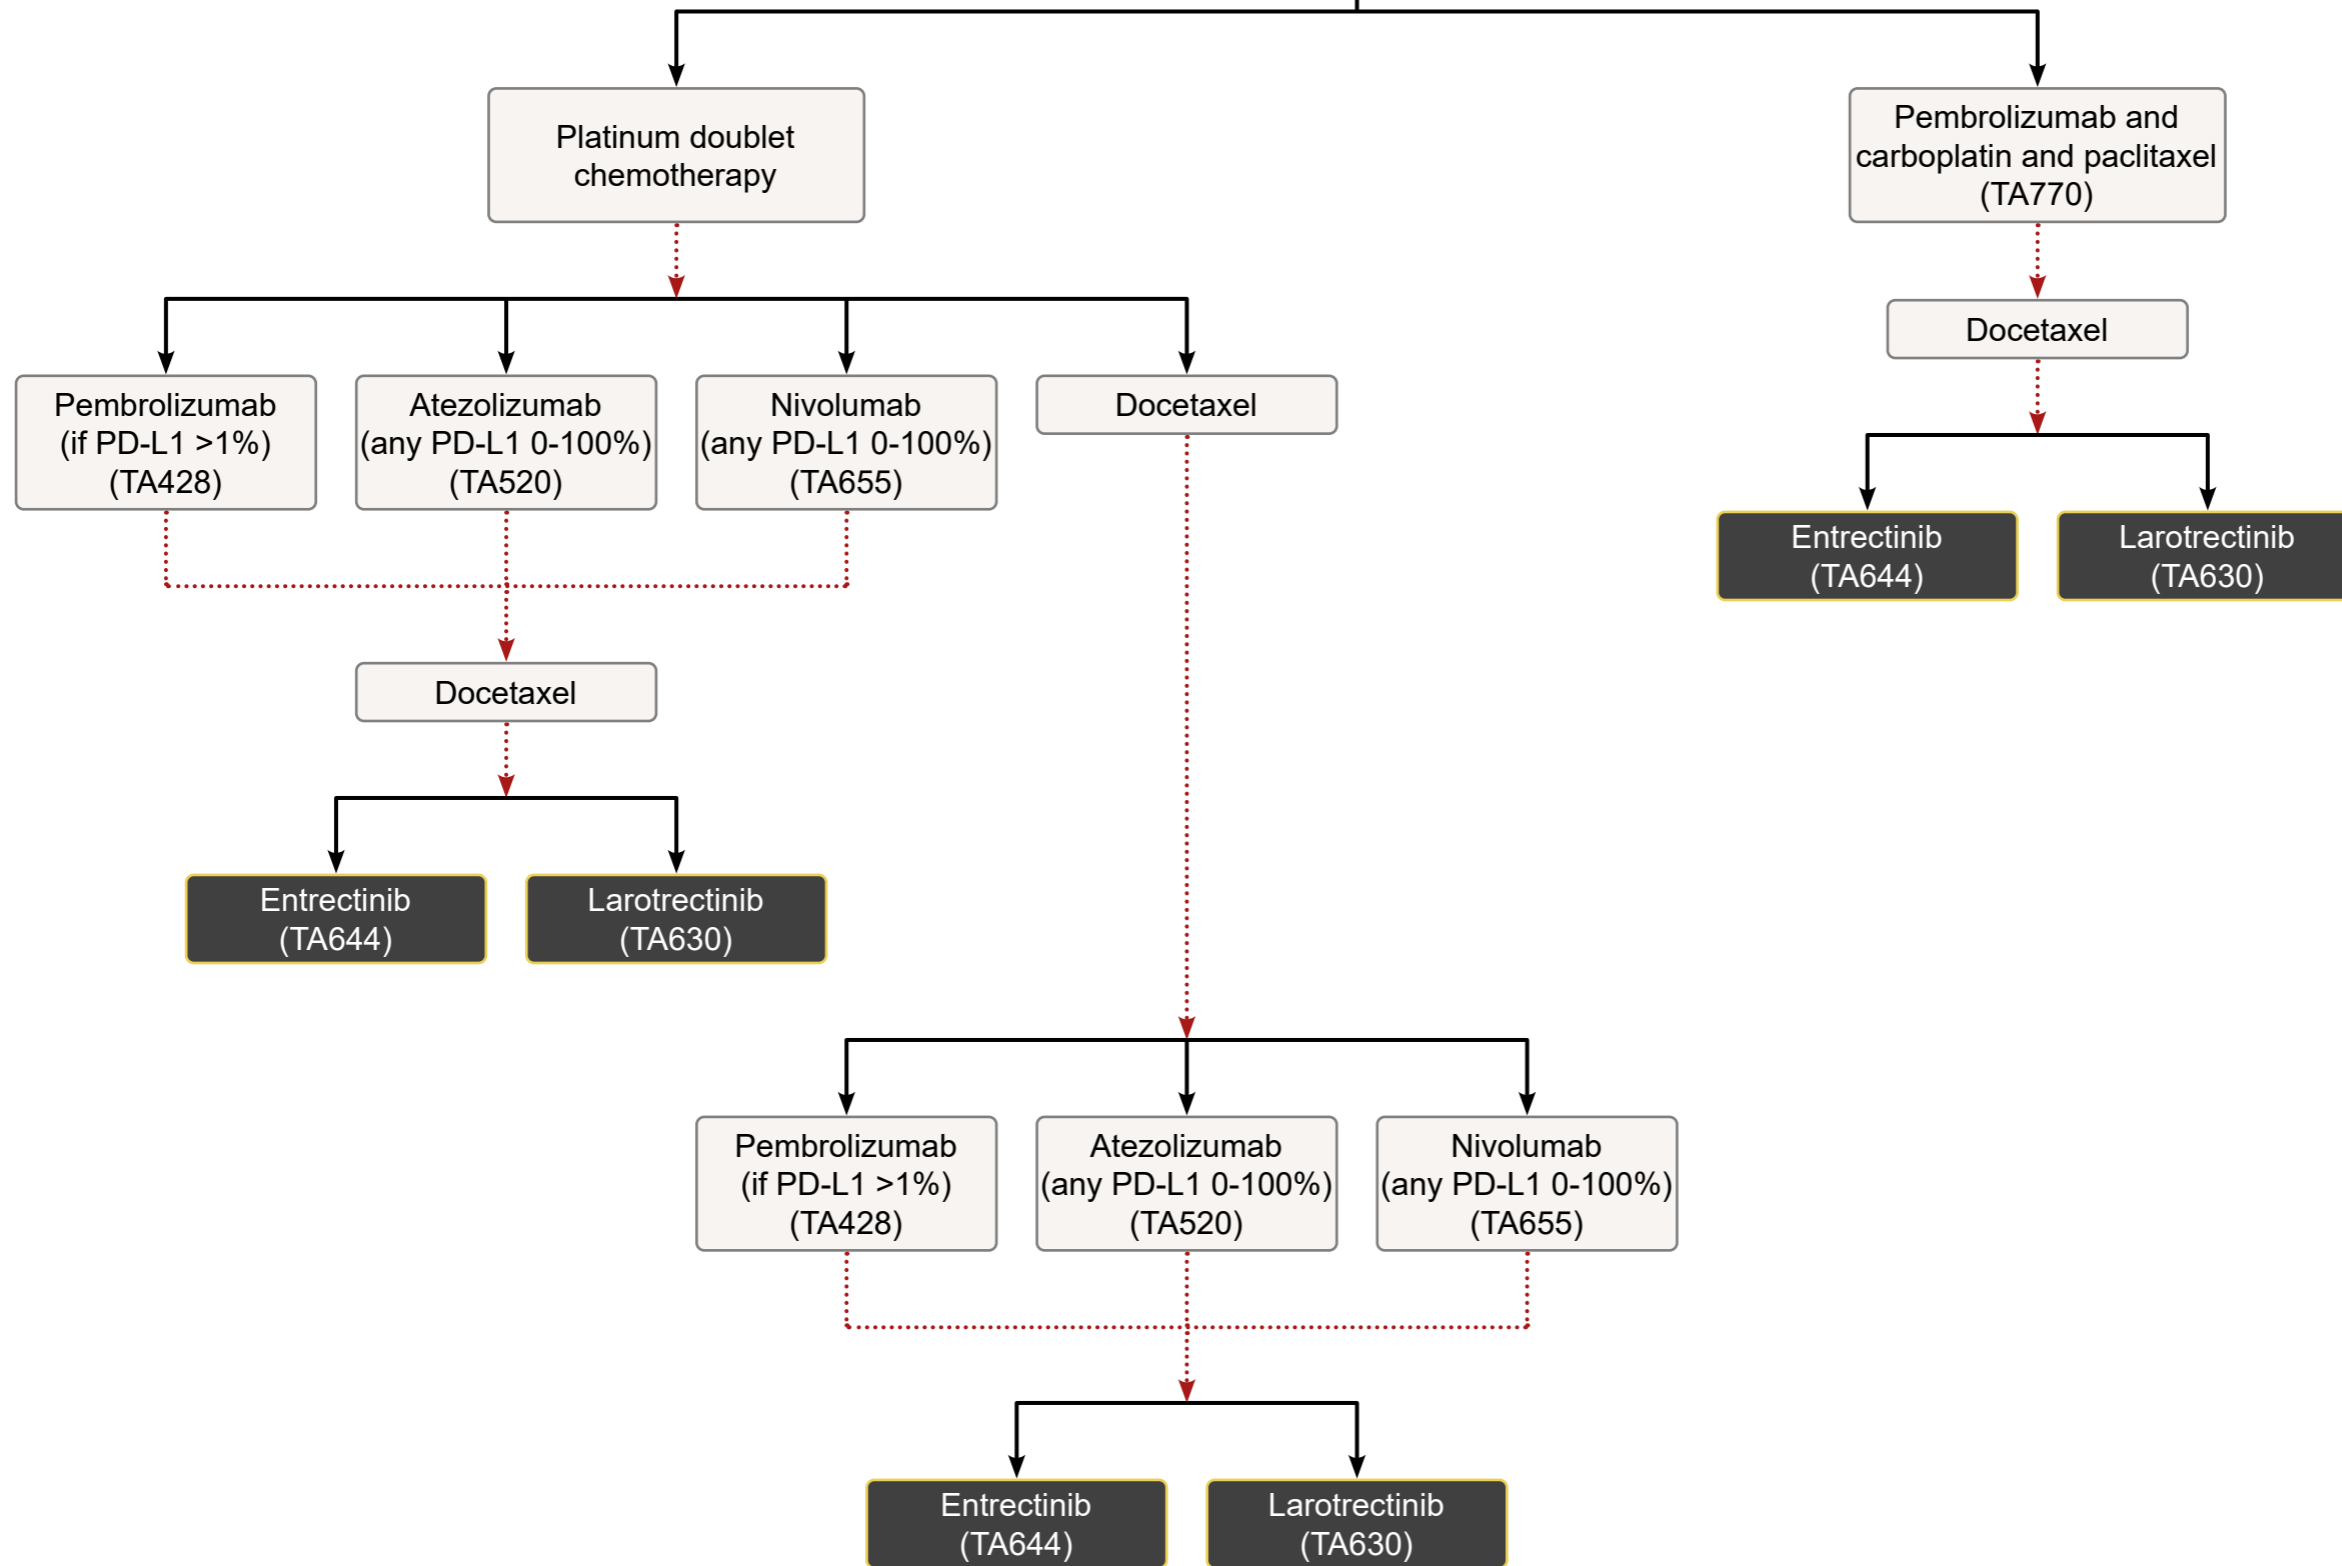 Platinum doublet
chemotherapy
Pembrolizumab and
carboplatin and paclitaxel
(TA770)
Docetaxel
Pembrolizumab
(if PD-L1 >1%)
(TA428)
Atezolizumab
(any PD-L1 0-100%)
(TA520)
Nivolumab
(any PD-L1 0-100%)
(TA655)
Docetaxel
Entrectinib
(TA644)
Larotrectinib
(TA630)
Docetaxel
Entrectinib
(TA644)
Larotrectinib
(TA630)
Pembrolizumab
(if PD-L1 >1%)
(TA428)
Atezolizumab
(any PD-L1 0-100%)
(TA520)
Nivolumab
(any PD-L1 0-100%)
(TA655)
Entrectinib
(TA644)
Larotrectinib
(TA630)